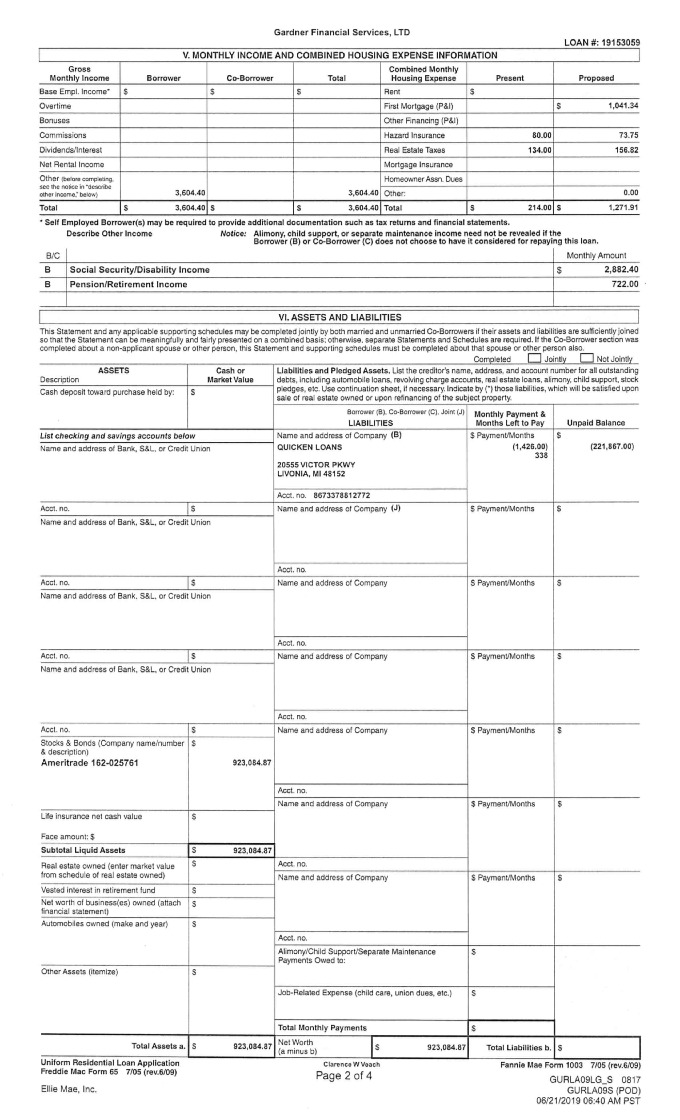 Gardner Financial Services, LTD
LOAN #: 19153059
V. MONTHLY INCOME AND COMBINED HOUSING EXPENSE INFORMATION
Gross Monthly Income Borrower Co-Borrower Total Combined Monthly Housing Expense Present Proposed
Base Empl. Income* $ $ $ Rent $
Overtime First Mortgage (P&I) $ 1,041.34
Bonuses Other Financing (P&I)
Commissions Hazard Insurance 80.00 73.75
Dividends/Interest Real Estate Taxes 134.00 156.82
Net Rental Income Mortgage Insurance
Other (before completing, see the notice in "describe other income," below) 3,604.40 3,604.40 Homeowner Assn. Dues
Other: 0.00
Total $ 3,604.40 $ $ 3,604.40 Total $ 214.00 $ 1,271.91
* Self Employed Borrower(s) may be required to provide additional documentation such as tax returns and financial statements.
Describe Other Income Notice: Alimony, child support, or separate maintenance income need not be revealed if the
Borrower (B) or Co-Borrower (C) does not choose to have it considered for repaying this loan.
B/C Monthly Amount
B Social Security/Disability Income $ 2,882.40
B Pension/Retirement Income 722.00
VI. ASSETS AND LIABILITIES
This Statement and any applicable supporting schedules may be completed jointly by both married and unmarried Co-Borrowers if their assets and liabilities are sufficiently joined
so that the Statement can be meaningfully and fairly presented on a combined basis; otherwise, separate Statements and Schedules are required. If the Co-Borrower section was
completed about a non-applicant spouse or other person, this Statement and supporting schedules must be completed about that spouse or other person also.
Completed Jointly Not Jointly
ASSETS
Description
Cash or Market Value
Cash deposit toward purchase held by: $
Liabilities and Pledged Assets. List the creditor's name, address, and account number for all outstanding
debts, including automobile loans, revolving charge accounts, real estate loans, alimony, child support, stock
pledges, etc. Use continuation sheet, if necessary. Indicate by (*) those liabilities, which will be satisfied upon
sale of real estate owned or upon refinancing of the subject property.
Borrower (B), Co-Borrower (C), Joint (J)
LIABILITIES
Monthly Payment & Months Left to Pay
Unpaid Balance
List checking and savings accounts below
Name and address of Bank, S&L, or Credit Union
Name and address of Company (B) $ Payment/Months $
QUICKEN LOANS (1,426.00) (221,867.00)
338
20555 VICTOR PKWY
LIVONIA, MI 48152
Acct. no. 8673378812772
Acct. no. $
Name and address of Company (J) $ Payment/Months $
Name and address of Bank, S&L, or Credit Union
Acct. no.
Acct. no. $
Name and address of Company $ Payment/Months $
Name and address of Bank, S&L, or Credit Union
Acct. no.
Acct. no. $
Name and address of Company $ Payment/Months $
Name and address of Bank, S&L, or Credit Union
Acct. no.
Acct. no. $
Name and address of Company $ Payment/Months $
Stocks & Bonds (Company name/number & description) $
Ameritrade 162-025761 923,084.87
Acct. no.
Name and address of Company $ Payment/Months $
Life insurance net cash value $
Face amount: $
Subtotal Liquid Assets $ 923,084.87
Acct. no.
Real estate owned (enter market value from schedule of real estate owned) $
Name and address of Company $ Payment/Months $
Vested interest in retirement fund $
Net worth of business(es) owned (attach financial statement) $
Automobiles owned (make and year) $
Acct. no.
Alimony/Child Support/Separate Maintenance Payments Owed to: $
Other Assets (itemize) $
Job-Related Expense (child care, union dues, etc.) $
Total Monthly Payments $
Total Assets a. $ 923,084.87 Net Worth (a minus b) $ 923,084.87 Total Liabilities b. $
Uniform Residential Loan Application
Freddie Mac Form 65 7/05 (rev.6/09)
Clarence W Veach
Page 2 of 4
Fannie Mae Form 1003 7/05 (rev.6/09)
Ellie Mae, Inc.
GURLA09LG_S 0817
GURLA09S (POD)
06/21/2019 06:40 AM PST